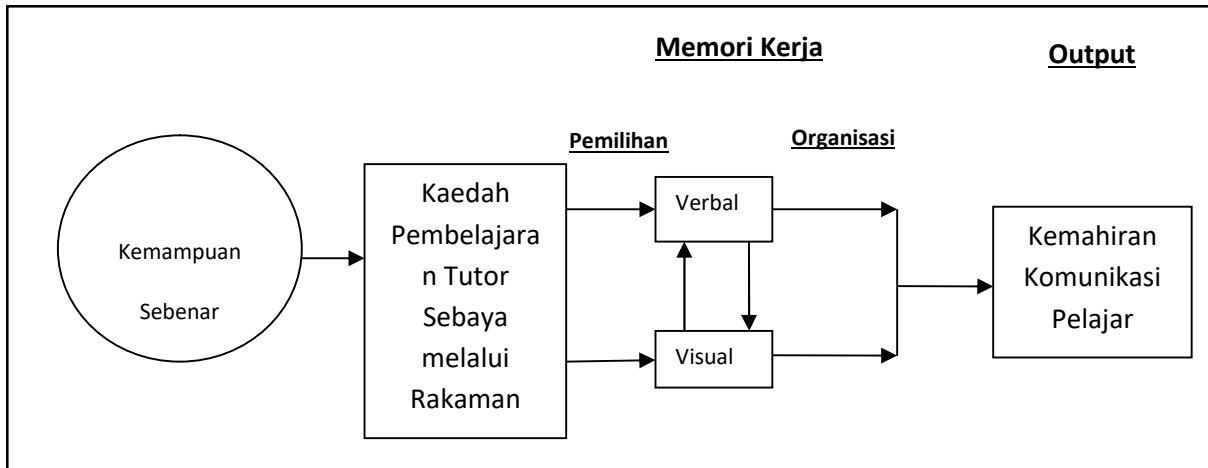 Memori Kerja
Output
Pemilihan
Organisasi
Kemampuan
Sebenar
Kaedah
Pembelajara
n Tutor
Sebaya
melalui
Rakaman
Verbal
Visual
Kemahiran
Komunikasi
Pelajar